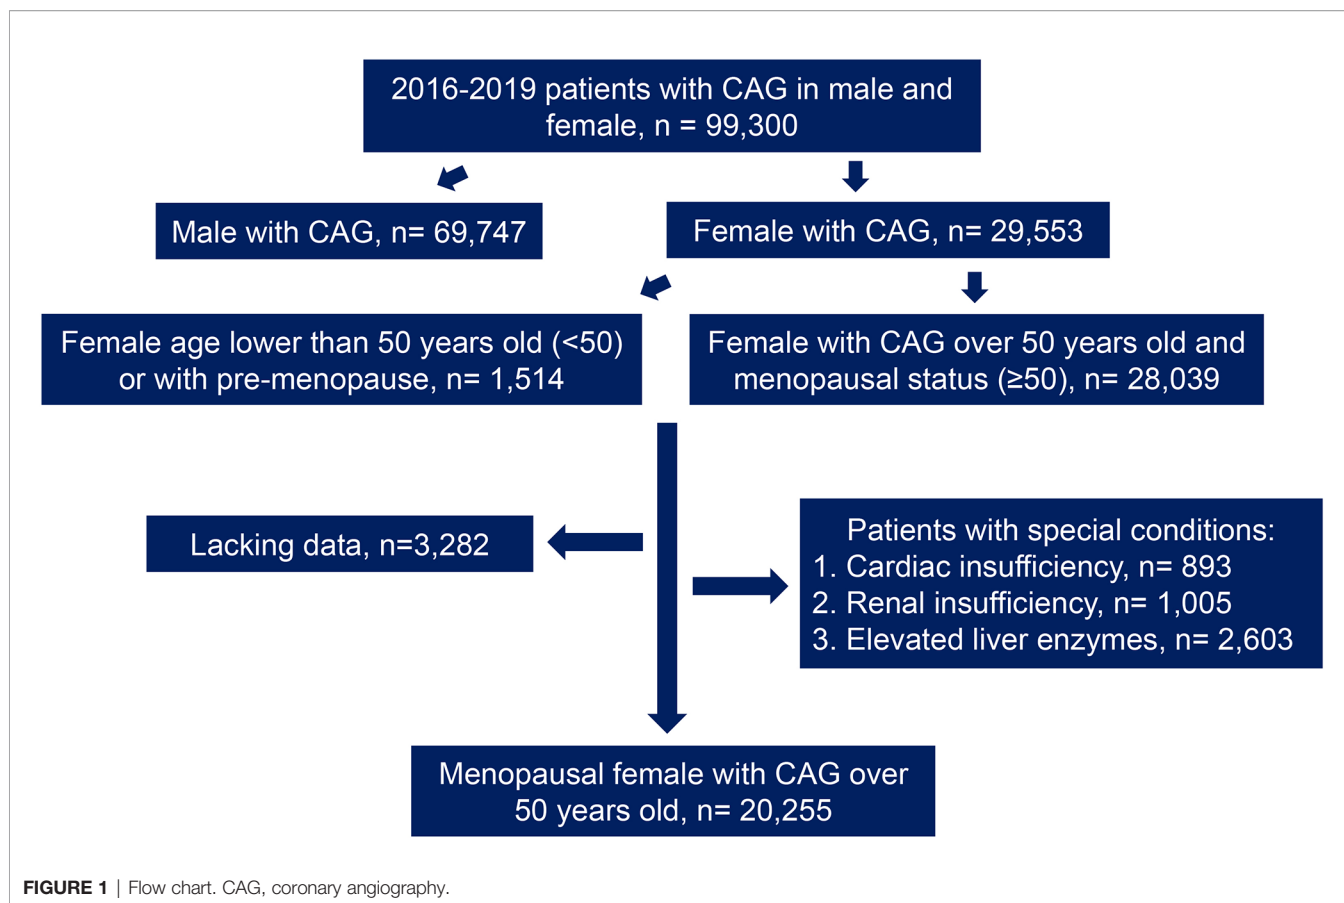 2016-2019 patients with CAG in male and
female, n = 99,300
Male with CAG, n= 69,747
Female with CAG, n= 29,553
Female age lower than 50 years old (<50)
or with pre-menopause, n= 1,514
Female with CAG over 50 years old and
menopausal status (≥50), n= 28,039
Lacking data, n=3,282
Patients with special conditions:
1. Cardiac insufficiency, n= 893
2. Renal insufficiency, n= 1,005
3. Elevated liver enzymes, n= 2,603
Menopausal female with CAG over
50 years old, n= 20,255
FIGURE 1 | Flow chart. CAG, coronary angiography.